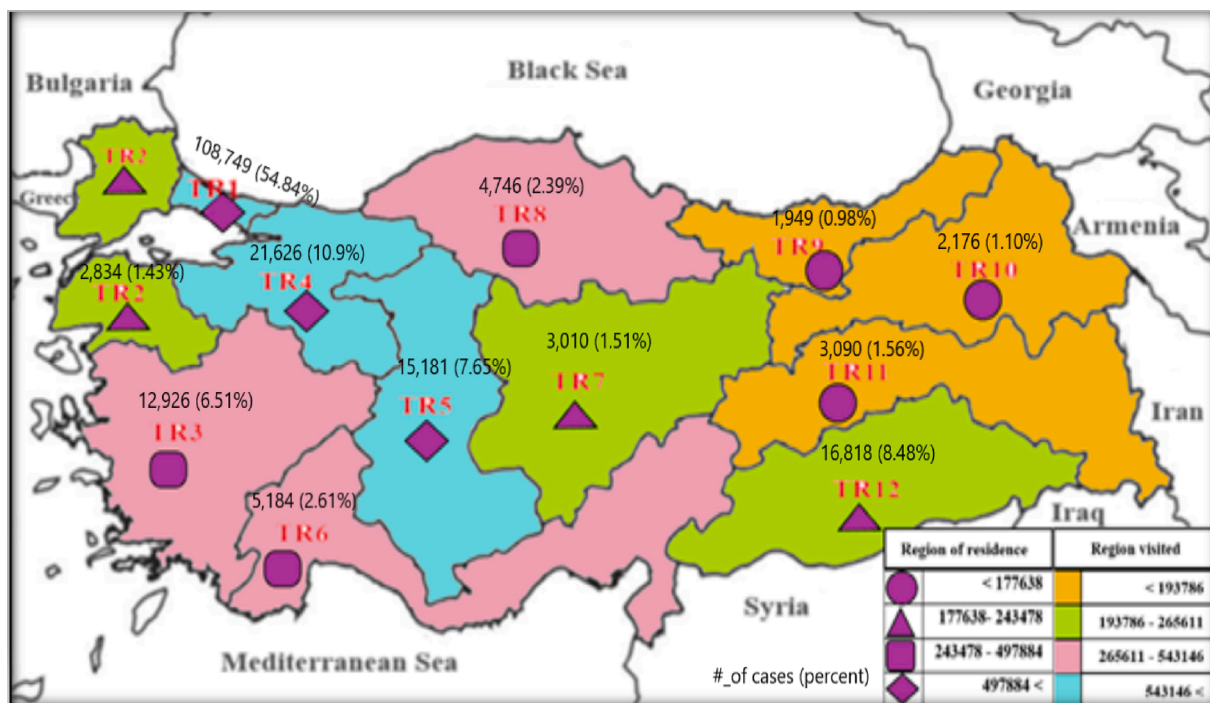 Black Sea
Bulgaria
Georgia
108,749 (54.84%)
TR2
4,746 (2.39%)
Greec
TR1
TR8
1,949 (0.98%)
Armenia
21,626 (10.9%)
2,176 (1.10%)
TR9
2,834 (1.43%)
TR4
TR10
TR2
3,010 (1.51%)
3,090 (1.56%)
15,181 (7.65%)
TR11
TR7
12,926 (6.51%)
TR5
Iran
TR3
16,818 (8.48%)
TR12
5,184 (2.61%)
Iraq
TR6
Syria
Mediterranean Sea
#_of cases (percent)
Region of residence Region visited
< 177638 < 193786
177638- 243478 193786 - 265611
243478 - 497884 265611 - 543146
497884 < 543146 <